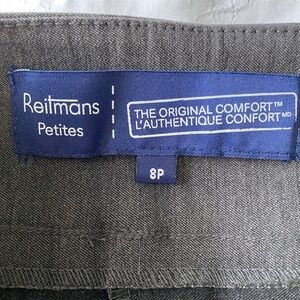 Reitmans
Petites
THE ORIGINAL COMFORT™
L'AUTHENTIQUE CONFORT MD
8P